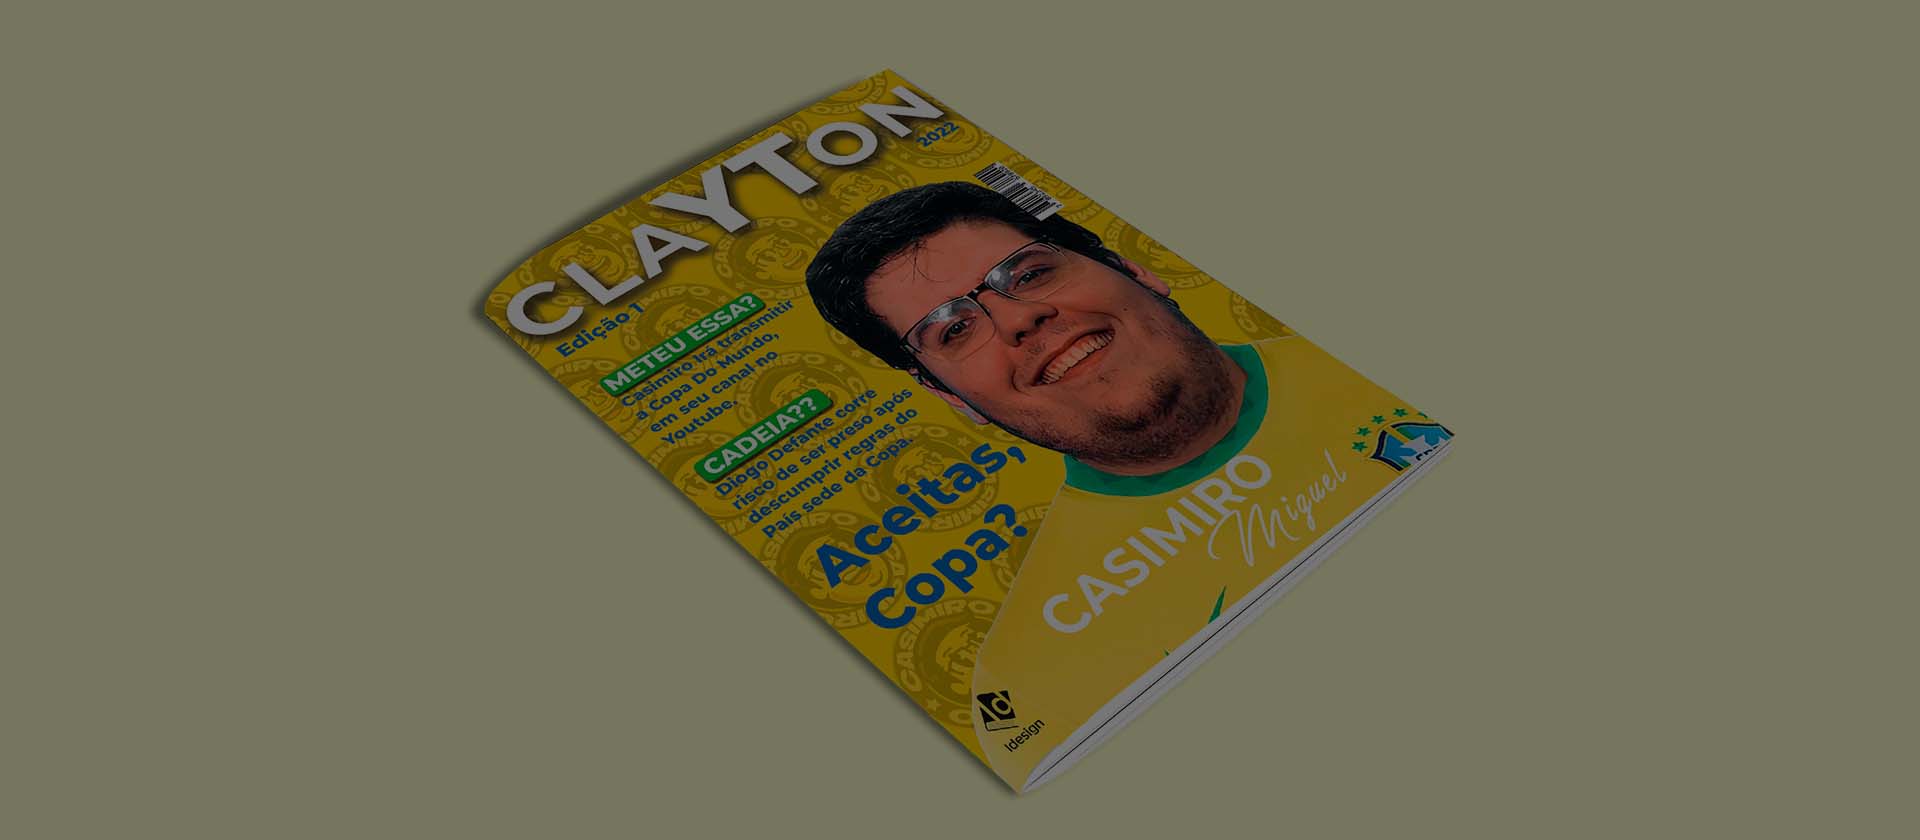 CLAYTON
2022
Edição 1
METEU ESSA?
Casimiro Irá transmitir
a Copa Do Mundo,
em seu canal no
Youtube.
CADEIA??
Diogo Defante corre
risco de ser preso após
descumprir regras do
País sede da Copa.
Aceitas,
Copa?
CASIMIRO
Miguel
Id
Idesign